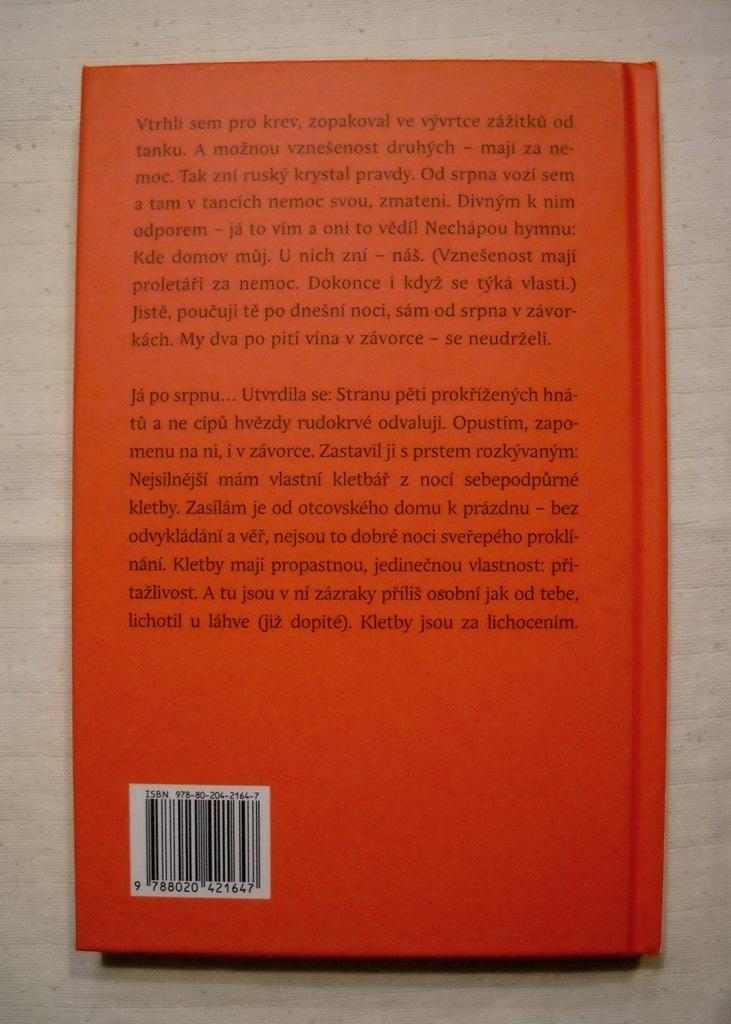 Vtrhli sem pro krev, zopakoval ve vývrtce zážitků od
tanku. A možnou vznešenost druhých – mají za ne-
moc. Tak zní ruský krystal pravdy. Od srpna vozí sem
a tam v tancích nemoc svou, zmateni. Divným k nim
odporem – já to vím a oni to vědí! Nechápou hymnu:
Kde domov můj. U nich zní – náš. (Vznešenost mají
proletáři za nemoc. Dokonce i když se týká vlasti.)
Jistě, poučuji tě po dnešní noci, sám od srpna v závor-
kách. My dva po pití vína v závorce – se neudrželi.
Já po srpnu... Utvrdila se: Stranu pěti prokřížených hná-
tů a ne cípů hvězdy rudokrvé odvaluji. Opustím, zapo-
menu na ni, i v závorce. Zastavil ji s prstem rozkývaným:
Nejsilnější mám vlastní kletbář z nocí sebepodpůrné
kletby. Zasílám je od otcovského domu k prázdnu – bez
odvykládání a věř, nejsou to dobré noci sveřepého proklí-
nání. Kletby mají propastnou, jedinečnou vlastnost: při-
tažlivost. A tu jsou v ní zázraky příliš osobní jak od tebe,
lichotil u láhve (již dopité). Kletby jsou za lichocením.
ISBN 978-80-204-2164-7
9 788020 421647